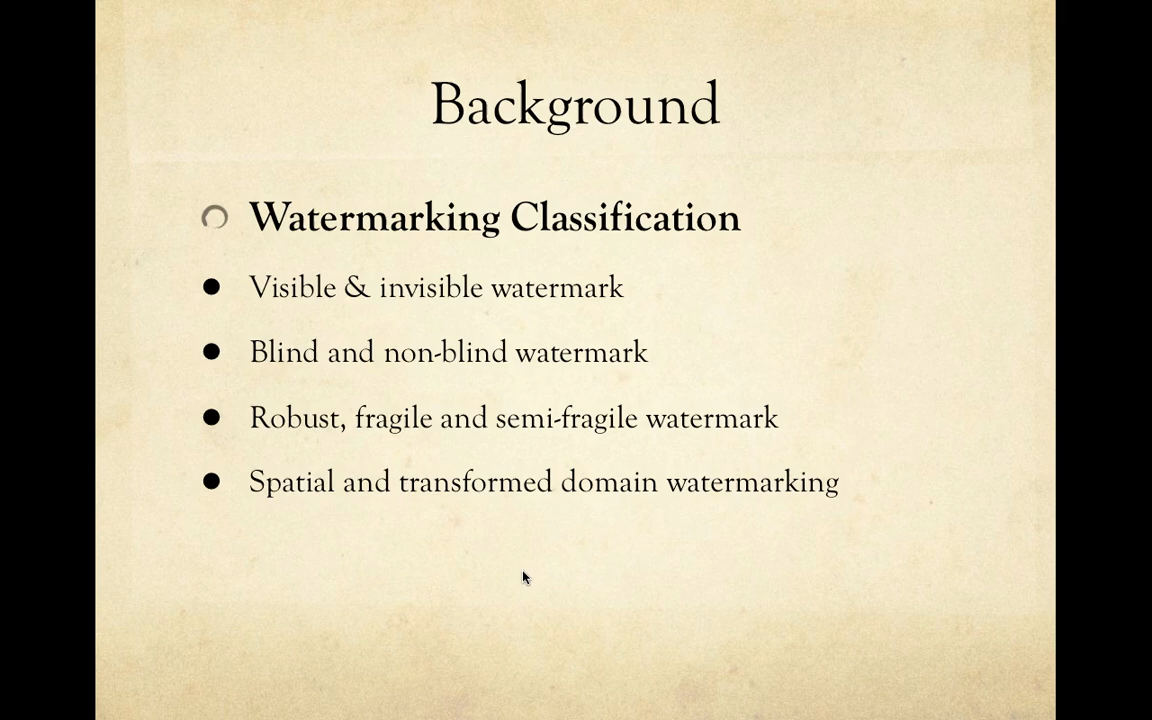 Background
Watermarking Classification
Visible & invisible watermark
Blind and non-blind watermark
Robust, fragile and semi-fragile watermark
Spatial and transformed domain watermarking